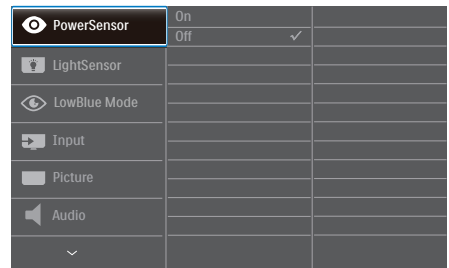 PowerSensor
On
Off
LightSensor
LowBlue Mode
Input
Picture
Audio